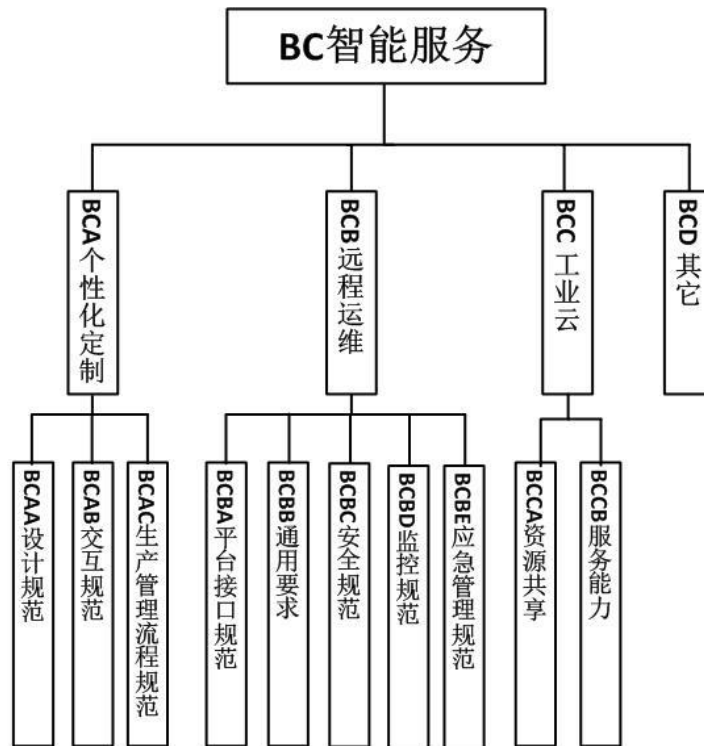 BC智能服务
BCA个性化定制
BCB远程运维
BCC工业云
BCD其它
BCAA设计规范
BCAB交互规范
BCAC生产管理流程规范
BCBA平台接口规范
BCBB通用要求
BCBC安全规范
BCBD监控规范
BCBE应急管理规范
BCCA资源共享
BCCB服务能力